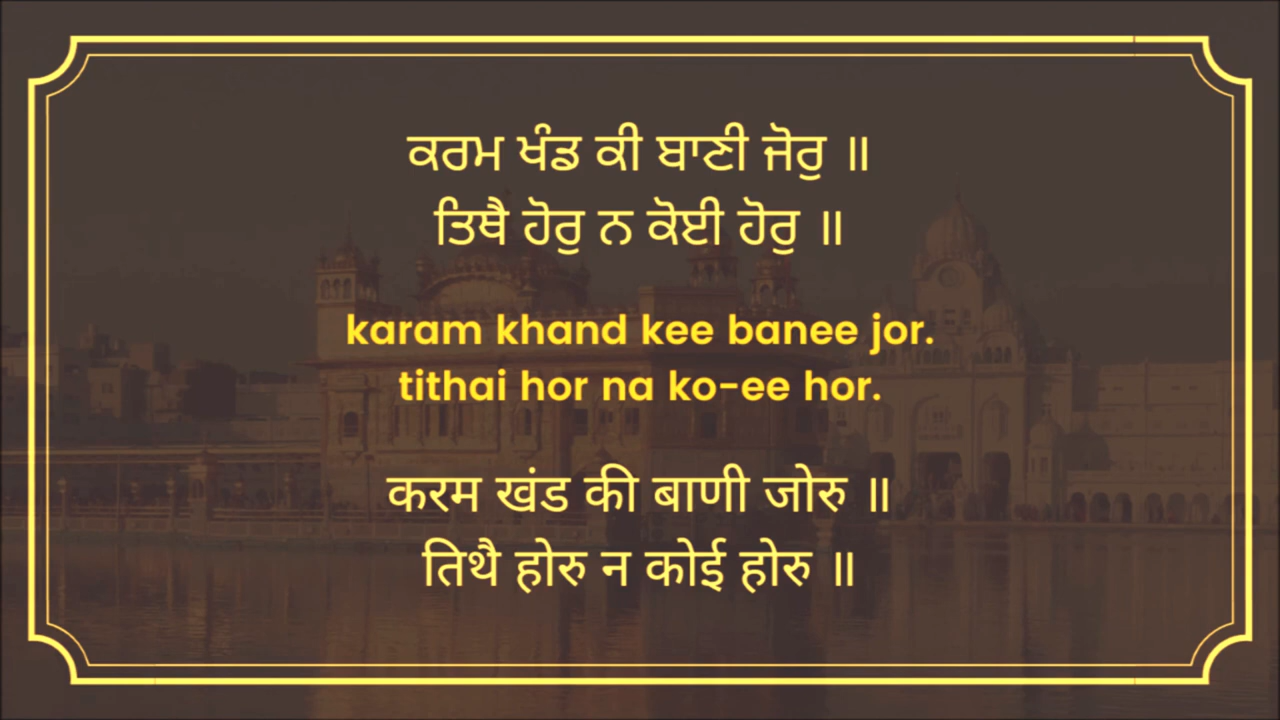 ਕਰਮ ਖੰਡ ਕੀ ਬਾਣੀ ਜੋਰੁ ॥
ਤਿਥੈ ਹੋਰੁ ਨ ਕੋਈ ਹੋਰੁ ॥
karam khand kee banee jor.
tithai hor na ko-ee hor.
करम खंड की बाणी जोरु ॥
तिथै होरु न कोई होरु ॥